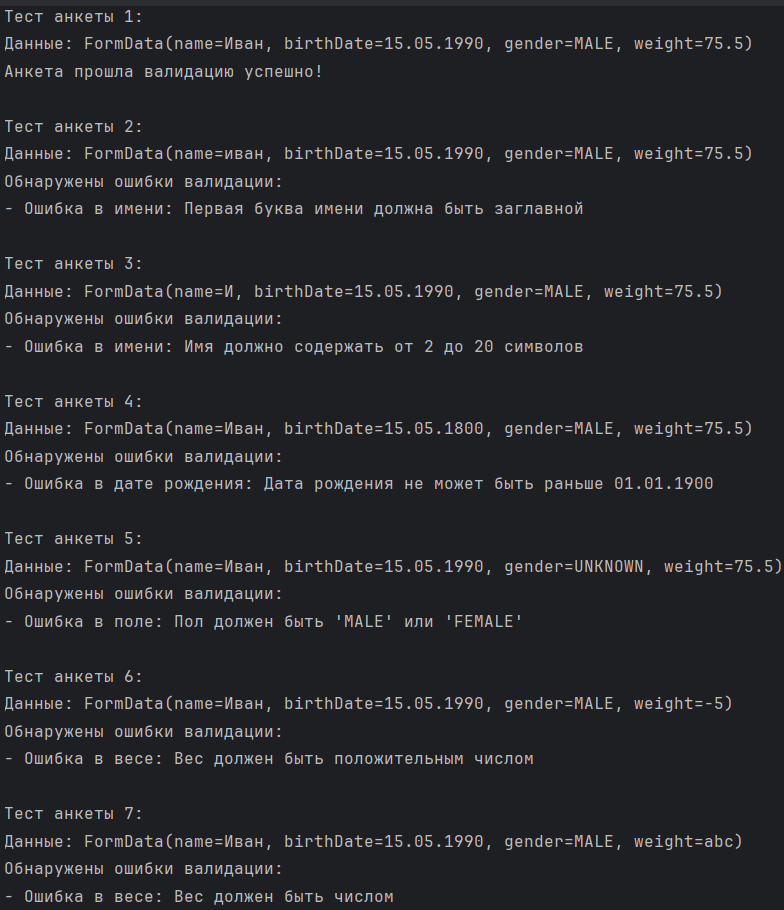 Тест анкеты 1:
Данные: FormData(name=Иван, birthDate=15.05.1990, gender=MALE, weight=75.5)
Анкета прошла валидацию успешно!
Тест анкеты 2:
Данные: FormData(name=иван, birthDate=15.05.1990, gender=MALE, weight=75.5)
Обнаружены ошибки валидации:
- Ошибка в имени: Первая буква имени должна быть заглавной
Тест анкеты 3:
Данные: FormData(name=И, birthDate=15.05.1990, gender=MALE, weight=75.5)
Обнаружены ошибки валидации:
- Ошибка в имени: Имя должно содержать от 2 до 20 символов
Тест анкеты 4:
Данные: FormData(name=Иван, birthDate=15.05.1800, gender=MALE, weight=75.5)
Обнаружены ошибки валидации:
- Ошибка в дате рождения: Дата рождения не может быть раньше 01.01.1900
Тест анкеты 5:
Данные: FormData(name=Иван, birthDate=15.05.1990, gender=UNKNOWN, weight=75.5)
Обнаружены ошибки валидации:
- Ошибка в поле: Пол должен быть 'MALE' или 'FEMALE'
Тест анкеты 6:
Данные: FormData(name=Иван, birthDate=15.05.1990, gender=MALE, weight=-5)
Обнаружены ошибки валидации:
- Ошибка в весе: Вес должен быть положительным числом
Тест анкеты 7:
Данные: FormData(name=Иван, birthDate=15.05.1990, gender=MALE, weight=abc)
Обнаружены ошибки валидации:
- Ошибка в весе: Вес должен быть числом